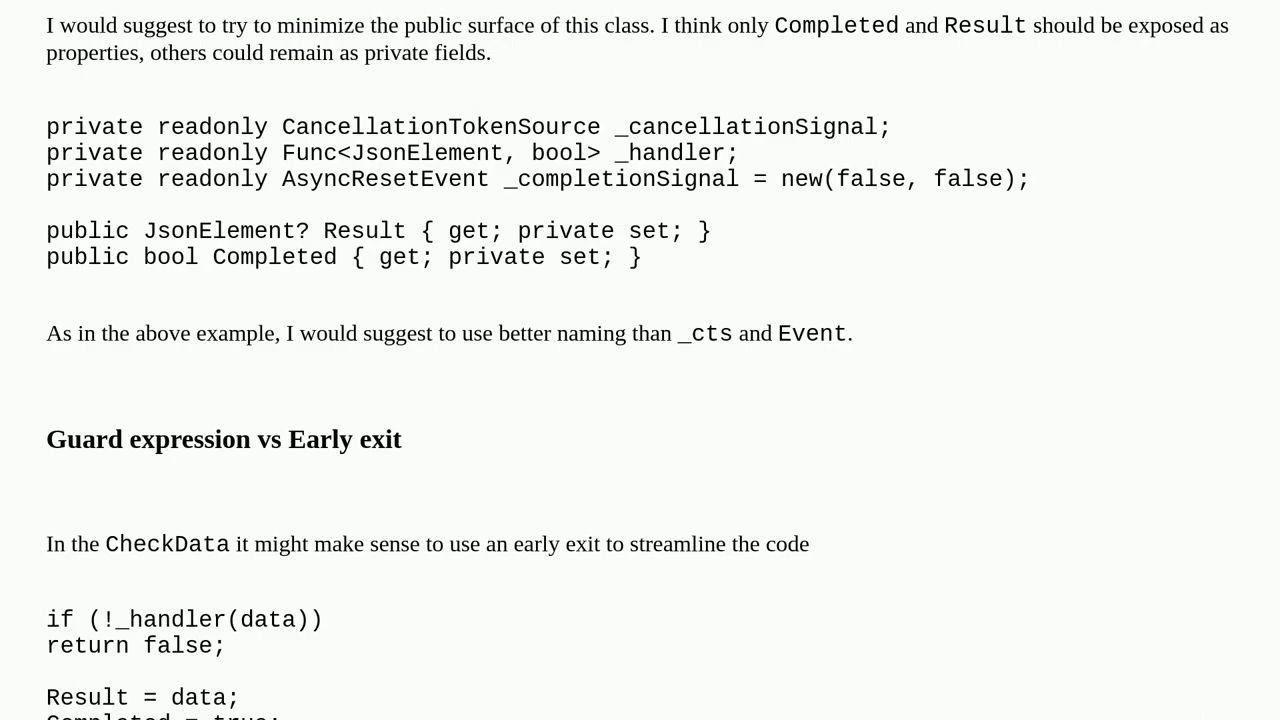 I would suggest to try to minimize the public surface of this class. I think only Completed and Result should be exposed as
properties, others could remain as private fields.
private readonly CancellationTokenSource _cancellationSignal;
private readonly Func<JsonElement, bool> _handler;
private readonly AsyncResetEvent _completionSignal = new(false, false);
public JsonElement? Result { get; private set; }
public bool Completed { get; private set; }
As in the above example, I would suggest to use better naming than _cts and Event.
Guard expression vs Early exit
In the CheckData it might make sense to use an early exit to streamline the code
if (!_handler(data))
return false;
Result = data;
Completed = true;